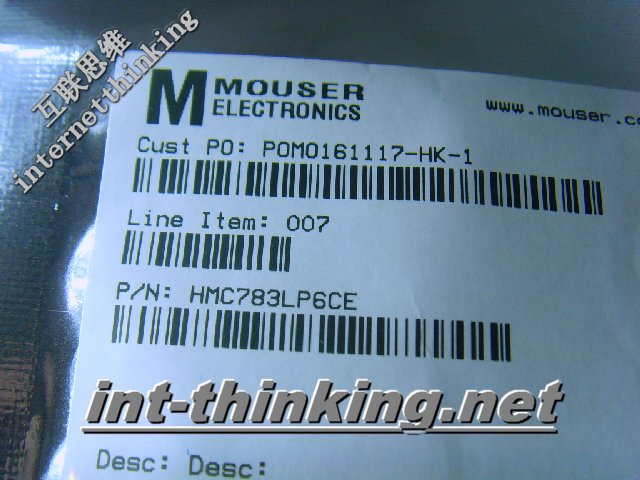 互联思维
internetthinking
M MOUSER
ELECTRONICS
www.mouser.co
Cust PO: POM0161117-HK-1
Line Item: 007
P/N: HMC783LP6CE
int-thinking.net
Desc: Desc: